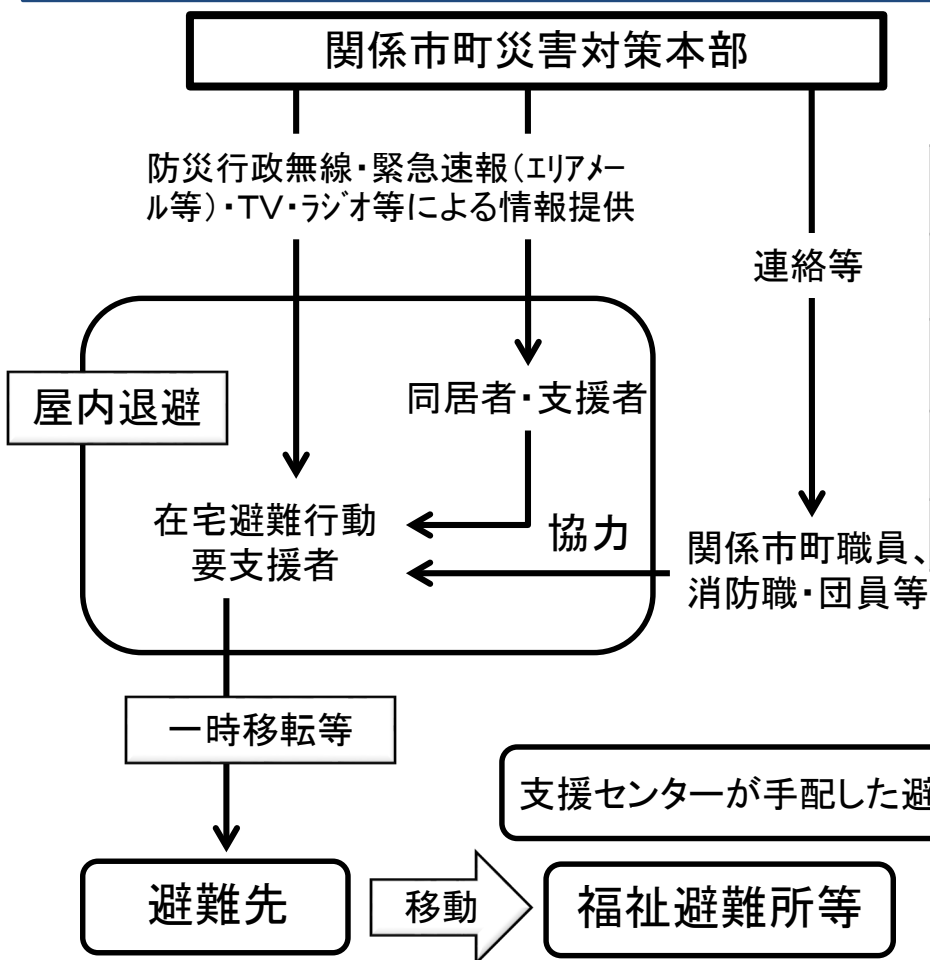 関係市町災害対策本部
防災行政無線・緊急速報(エリアメー
ル等)・TV・ラジオ等による情報提供
連絡等
屋内退避
同居者・支援者
在宅避難行動
要支援者
協力
関係市町職員、
消防職・団員等
一時移転等
支援センターが手配した避
避難先
移動
福祉避難所等